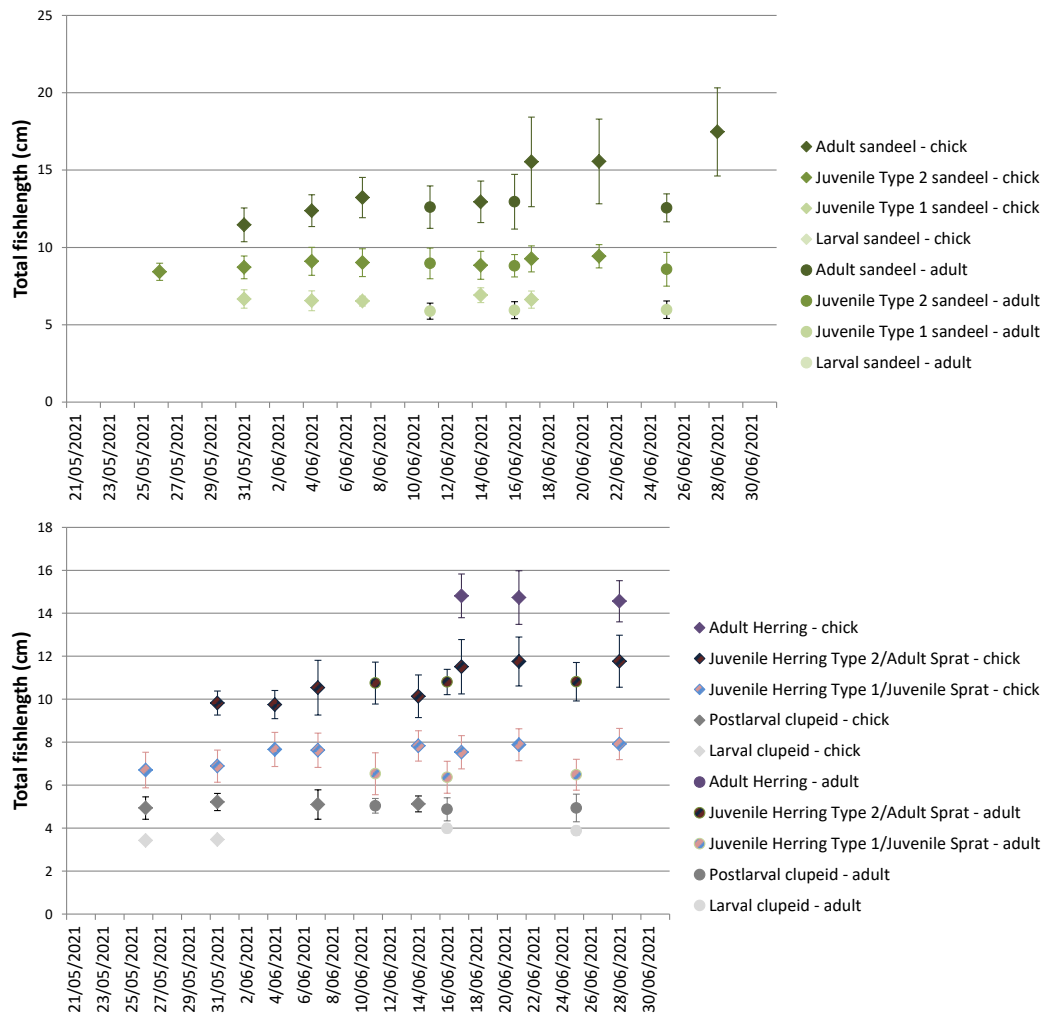 25
20
15
10
5
0
Total fishlength (cm)
21/05/2021
23/05/2021
25/05/2021
27/05/2021
29/05/2021
31/05/2021
2/06/2021
4/06/2021
6/06/2021
8/06/2021
10/06/2021
12/06/2021
14/06/2021
16/06/2021
18/06/2021
20/06/2021
22/06/2021
24/06/2021
26/06/2021
28/06/2021
30/06/2021
Adult sandeel - chick
Juvenile Type 2 sandeel - chick
Juvenile Type 1 sandeel - chick
Larval sandeel - chick
Adult sandeel - adult
Juvenile Type 2 sandeel - adult
Juvenile Type 1 sandeel - adult
Larval sandeel - adult
18
16
14
12
10
8
6
4
2
0
Total fishlength (cm)
21/05/2021
23/05/2021
25/05/2021
27/05/2021
29/05/2021
31/05/2021
2/06/2021
4/06/2021
6/06/2021
8/06/2021
10/06/2021
12/06/2021
14/06/2021
16/06/2021
18/06/2021
20/06/2021
22/06/2021
24/06/2021
26/06/2021
28/06/2021
30/06/2021
Adult Herring - chick
Juvenile Herring Type 2/Adult Sprat - chick
Juvenile Herring Type 1/Juvenile Sprat - chick
Postlarval clupeid - chick
Larval clupeid - chick
Adult Herring - adult
Juvenile Herring Type 2/Adult Sprat - adult
Juvenile Herring Type 1/Juvenile Sprat - adult
Postlarval clupeid - adult
Larval clupeid - adult